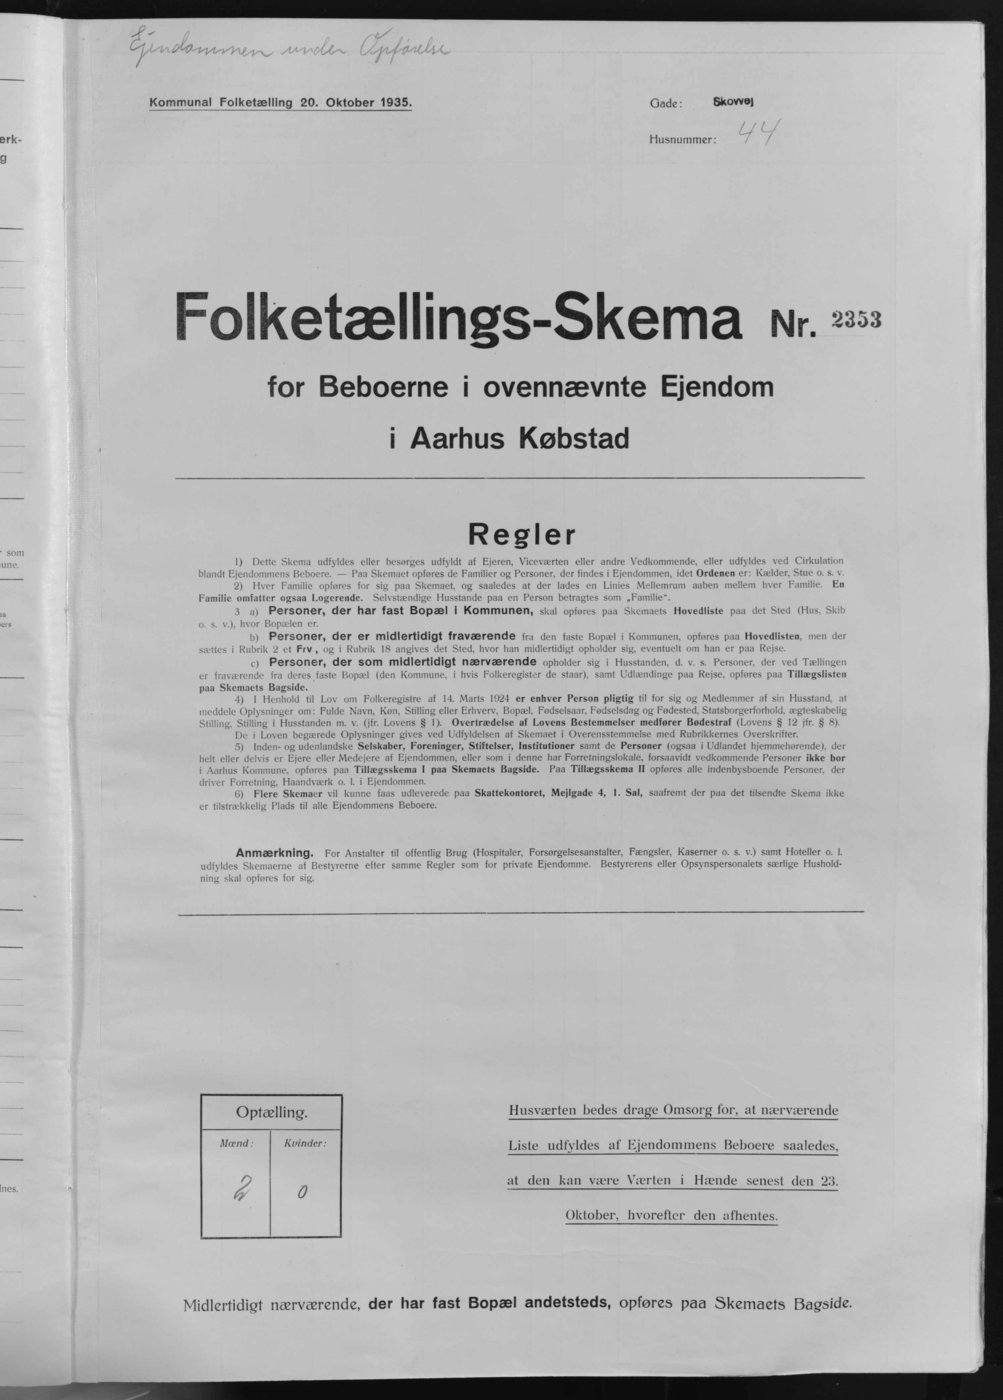 Ejendommen under Opførelse
Kommunal Folketælling 20. Oktober 1935.
Gade: Skovvej
Husnummer: 44
Folketællings-Skema Nr. 2353
for Beboerne i ovennævnte Ejendom
i Aarhus Købstad
Regler
1) Dette Skema udfyldes eller besørges udfyldt af Ejeren, Viceværten eller andre Vedkommende, eller udfyldes ved Cirkulation
blandt Ejendommens Beboere. — Paa Skemaet opføres de Familier og Personer, der findes i Ejendommen, idet Ordenen er: Kælder, Stue o. s. v.
2) Hver Familie opføres for sig paa Skemaet, og saaledes at der lades en Linies Mellemrum aaben mellem hver Familie. En
Familie omfatter ogsaa Logerende. Selvstændige Husstande paa en Person betragtes som „Familie“.
3 a) Personer, der har fast Bopæl i Kommunen, skal opføres paa Skemaets Hovedliste paa det Sted (Hus, Skib
o. s. v.), hvor Bopælen er.
b) Personer, der er midlertidigt fraværende fra den faste Bopæl i Kommunen, opføres paa Hovedlisten, men der
sættes i Rubrik 2 et Frv., og i Rubrik 18 angives det Sted, hvor han midlertidigt opholder sig, eventuelt om han er paa Rejse.
c) Personer, der som midlertidigt nærværende opholder sig i Husstanden, d. v. s. Personer, der ved Tællingen
er fraværende fra deres faste Bopæl (den Kommune, i hvis Folkeregister de staar), samt Udlændinge paa Rejse, opføres paa Tillægslisten
paa Skemaets Bagside.
4) I Henhold til Lov om Folkeregistre af 14. Marts 1924 er enhver Person pligtig til for sig og Medlemmer af sin Husstand, at
meddele Oplysninger om: Fulde Navn, Køn, Stilling eller Erhverv, Bopæl, Fødselsaar, Fødselsdag og Fødested, Statsborgerforhold, ægteskabelig
Stilling, Stilling i Husstanden m. v. (jfr. Lovens § 1). Overtrædelse af Lovens Bestemmelser medfører Bødestraf (Lovens § 12 jfr. § 8).
De i Loven begærede Oplysninger gives ved Udfyldelsen af Skemaet i Overensstemmelse med Rubrikkernes Overskrifter.
5) Inden- og udenlandske Selskaber, Foreninger, Stiftelser, Institutioner samt de Personer (ogsaa i Udlandet hjemmehørende), der
helt eller delvis er Ejere eller Medejere af Ejendommen, eller som i denne har Forretningslokale, forsaavidt vedkommende Personer ikke bor
i Aarhus Kommune, opføres paa Tillægsskema I paa Skemaets Bagside. Paa Tillægsskema II opføres alle indenbysboende Personer, der
driver Forretning, Haandværk o. l. i Ejendommen.
6) Flere Skemaer vil kunne faas udleverede paa Skattekontoret, Mejlgade 4, 1. Sal, saafremt der paa det tilsendte Skema ikke
er tilstrækkelig Plads til alle Ejendommens Beboere.
Anmærkning. For Anstalter til offentlig Brug (Hospitaler, Forsørgelsesanstalter, Fængsler, Kaserner o. s. v.) samt Hoteller o. l.
udfyldes Skemaerne af Bestyrerne efter samme Regler som for private Ejendomme. Bestyrerens eller Opsynspersonalets særlige Hushold-
ning skal opføres for sig.
Optælling.
Mænd: Kvinder:
2 0
Husværten bedes drage Omsorg for, at nærværende
Liste udfyldes af Ejendommens Beboere saaledes,
at den kan være Værten i Hænde senest den 23.
Oktober, hvorefter den afhentes.
Midlertidigt nærværende, der har fast Bopæl andetsteds, opføres paa Skemaets Bagside.